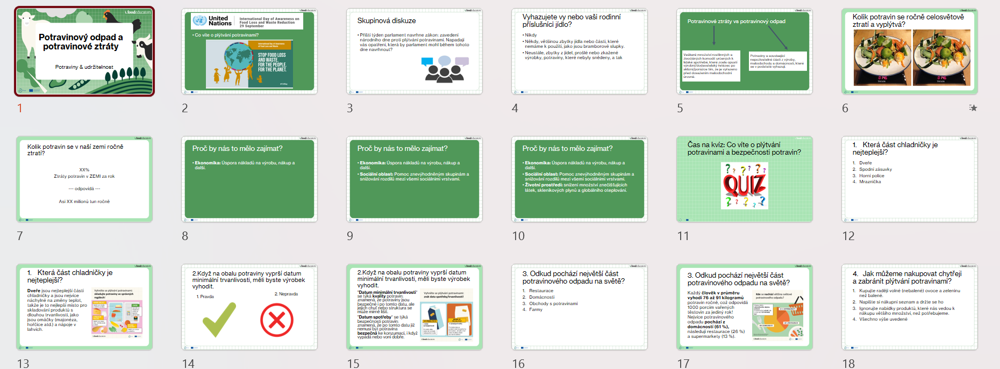 foodeducators
Potravinový odpad a
potravinové ztráty
Potraviny & udržitelnost
1
United
Nations
International Day of Awareness on
Food Loss and Waste Reduction
29 September
• Co víte o plýtvání potravinami?
International Day of Awareness
of Food Loss and Waste
STOP FOOD LOSS
AND WASTE.
FOR THE PEOPLE.
FOR THE PLANET.
2
foodeducators
Skupinová diskuze
• Příští týden parlament navrhne zákon: zavedení
národního dne proti plýtvání potravinami. Napadají
vás opatření, která by parlament mohl během tohoto
dne navrhnout?
3
foodeducators
Vyhazujete vy nebo vaši rodinní
příslušníci jídlo?
• Nikdy
• Někdy, většinou zbytky jídla nebo části, které
nemáme k použití, jako jsou bramborové slupky.
• Neustále, zbytky z jídel, prošlé nebo zkažené
výrobky, potraviny, které nebyly snědeny, a tak
4
foodeducators
Potravinové ztráty vs potravinový odpad
Veškeré množství rostlinných a
živočišných komodit určených k
lidské spotřebě, které zcela opustí
výrobní/dodavatelský řetězec po
sklizni/porážce tím, že je vyřazeno
před dosažením maloobchodní
úrovně.
Potraviny a související
nepoživatelné části z výroby,
maloobchodu a domácností, které
se v podstatě vyhazují.
5
foodeducators
Kolik potravin se ročně celosvětově
ztratí a vyplýtvá?
6
foodeducators
Kolik potravin se v naší zemi ročně
ztratí?
XX%
Ztráty potravin v ZEMI za rok
--- odpovídá ---
Asi XX milionů tun ročně
7
foodeducators
Proč by nás to mělo zajímat?
• Ekonomika: Úspora nákladů na výrobu, nákup a
další.
8
foodeducators
Proč by nás to mělo zajímat?
• Ekonomika: Úspora nákladů na výrobu, nákup a
další.
• Sociální oblast: Pomoc znevýhodněným skupinám a
snižování rozdílů mezi všemi sociálními vrstvami.
9
foodeducators
Proč by nás to mělo zajímat?
• Ekonomika: Úspora nákladů na výrobu, nákup a
další.
• Sociální oblast: Pomoc znevýhodněným skupinám a
snižování rozdílů mezi všemi sociálními vrstvami.
• Životní prostředí: snížení množství znečišťujících
látek, skleníkových plynů a globálního oteplování.
10
foodeducators
Čas na kvíz: Co víte o plýtvání
potravinami a bezpečnosti potravin?
QUIZ
11
foodeducators
1. Která část chladničky je
nejteplejší?
1. Dveře
2. Spodní zásuvky
3. Horní police
4. Mraznička
12
foodeducators
1. Která část chladničky je
nejteplejší?
Dveře jsou nejteplejší částí
chladničky a jsou nejvíce
náchylné na změny teplot,
takže je to nejlepší místo pro
skladování produktů s
dlouhou trvanlivostí, jako
jsou omáčky (majonéza,
hořčice atd.) a nápoje v
lahvích.
Vyhněte se plýtvání potravinami:
skladujte potraviny ve správných
regálech!
foodeducators
13
foodeducators
2.Když na obalu potraviny vyprší datum
minimální trvanlivosti, měli byste výrobek
vyhodit.
1. Pravda
2. Nepravda
14
foodeducators
2.Když na obalu potraviny vyprší datum
minimální trvanlivosti, měli byste výrobek
vyhodit.
"Datum minimální trvanlivosti"
se týká kvality potravin:
znamená, že potraviny jsou
bezpečné i po tomto datu, ale
jejich chuť nebo struktura se
může mírně lišit.
"Datum spotřeby" se týká
bezpečnosti potravin:
znamená, že po tomto datu již
nemusí být potravina
bezpečná ke konzumaci, i když
vypadá nebo voní dobře.
Vyhněte se plýtvání potravinami:
znát data spotřeby/trvanlivosti!
foodeducators
15
foodeducators
3. Odkud pochází největší část
potravinového odpadu na světě?
1. Restaurace
2. Domácnosti
3. Obchody s potravinami
4. Farmy
16
foodeducators
3. Odkud pochází největší část
potravinového odpadu na světě?
Každý člověk v průměru
vyhodí 76 až 91 kilogramů
potravin ročně, což odpovídá
1000 porcím vařených
těstovin za jediný rok!
Nejvíce potravinového
odpadu pochází z
domácností (61 %),
následují restaurace (26 %)
a supermarkety (13 %).
Kde se nachází většina světově
potravinového odpadu?
foodeducators
17
foodeducators
4. Jak můžeme nakupovat chytřeji
a zabránit plýtvání potravinami?
1. Kupujte raději volné (nebalené) ovoce a zeleninu
než balené.
2. Napište si nákupní seznam a držte se ho
3. Ignorujte nabídky produktů, které nás vedou k
nákupu většího množství, než potřebujeme.
4. Všechno výše uvedené
18